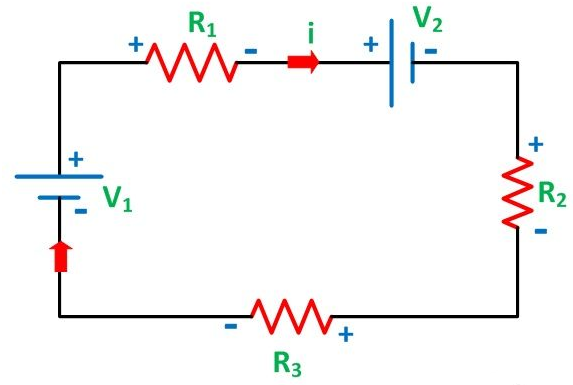 V₂
R₁
i
+ - + -
+
V₁
-
+
R₂
-
- +
R₃